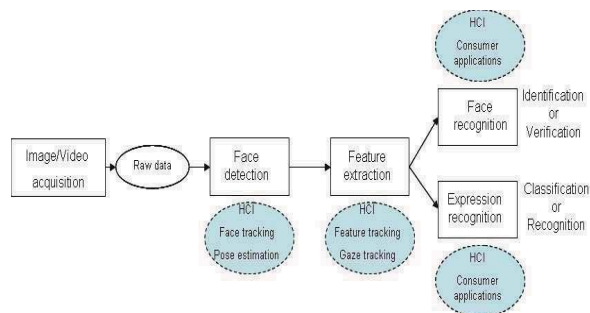 HCI
Consumer
applications
Face
recognition
Identification
or
Verification
Image/Video
acquisition
Raw data
Face
detection
Feature
extraction
HCI
Face tracking
Pose estimation
HCI
Feature tracking
Gaze tracking
Expression
recognition
Classification
or
Recognition
HCI
Consumer
applications